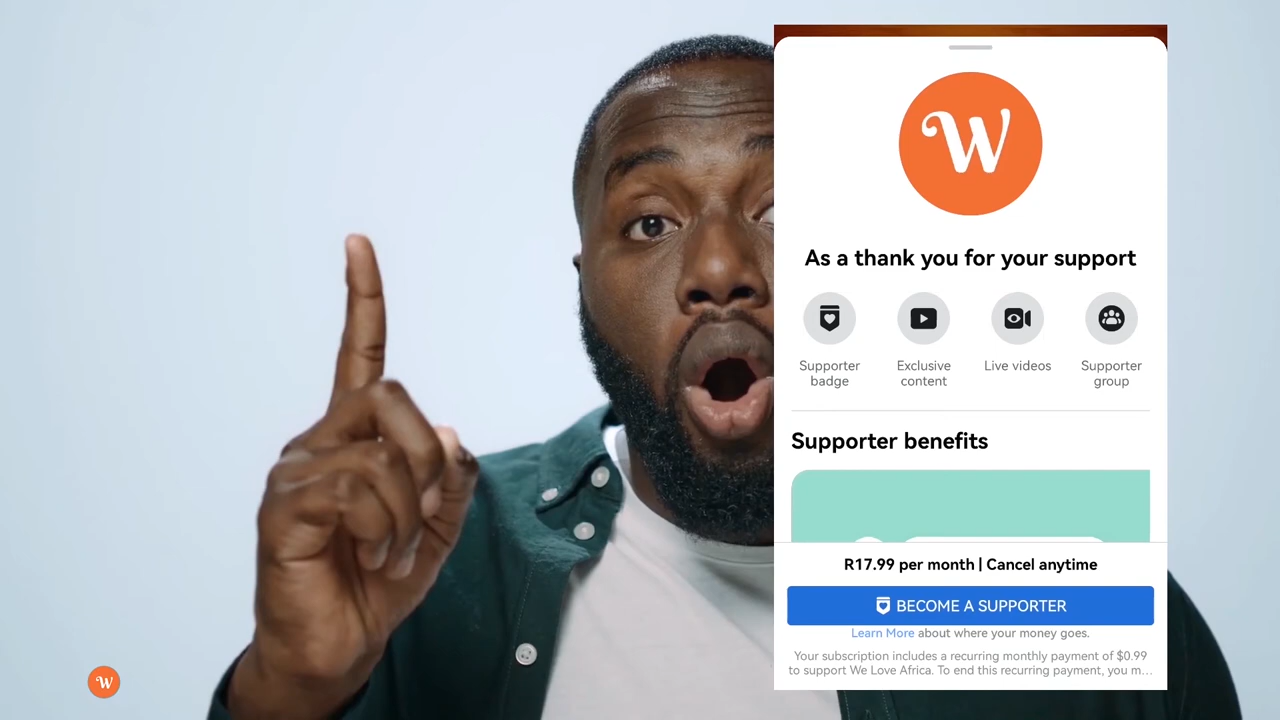 W
As a thank you for your support
Supporter
badge
Exclusive
content
Live videos
Supporter
group
Supporter benefits
R17.99 per month | Cancel anytime
BECOME A SUPPORTER
Learn More about where your money goes.
Your subscription includes a recurring monthly payment of $0.99
to support We Love Africa. To end this recurring payment, you m…
W